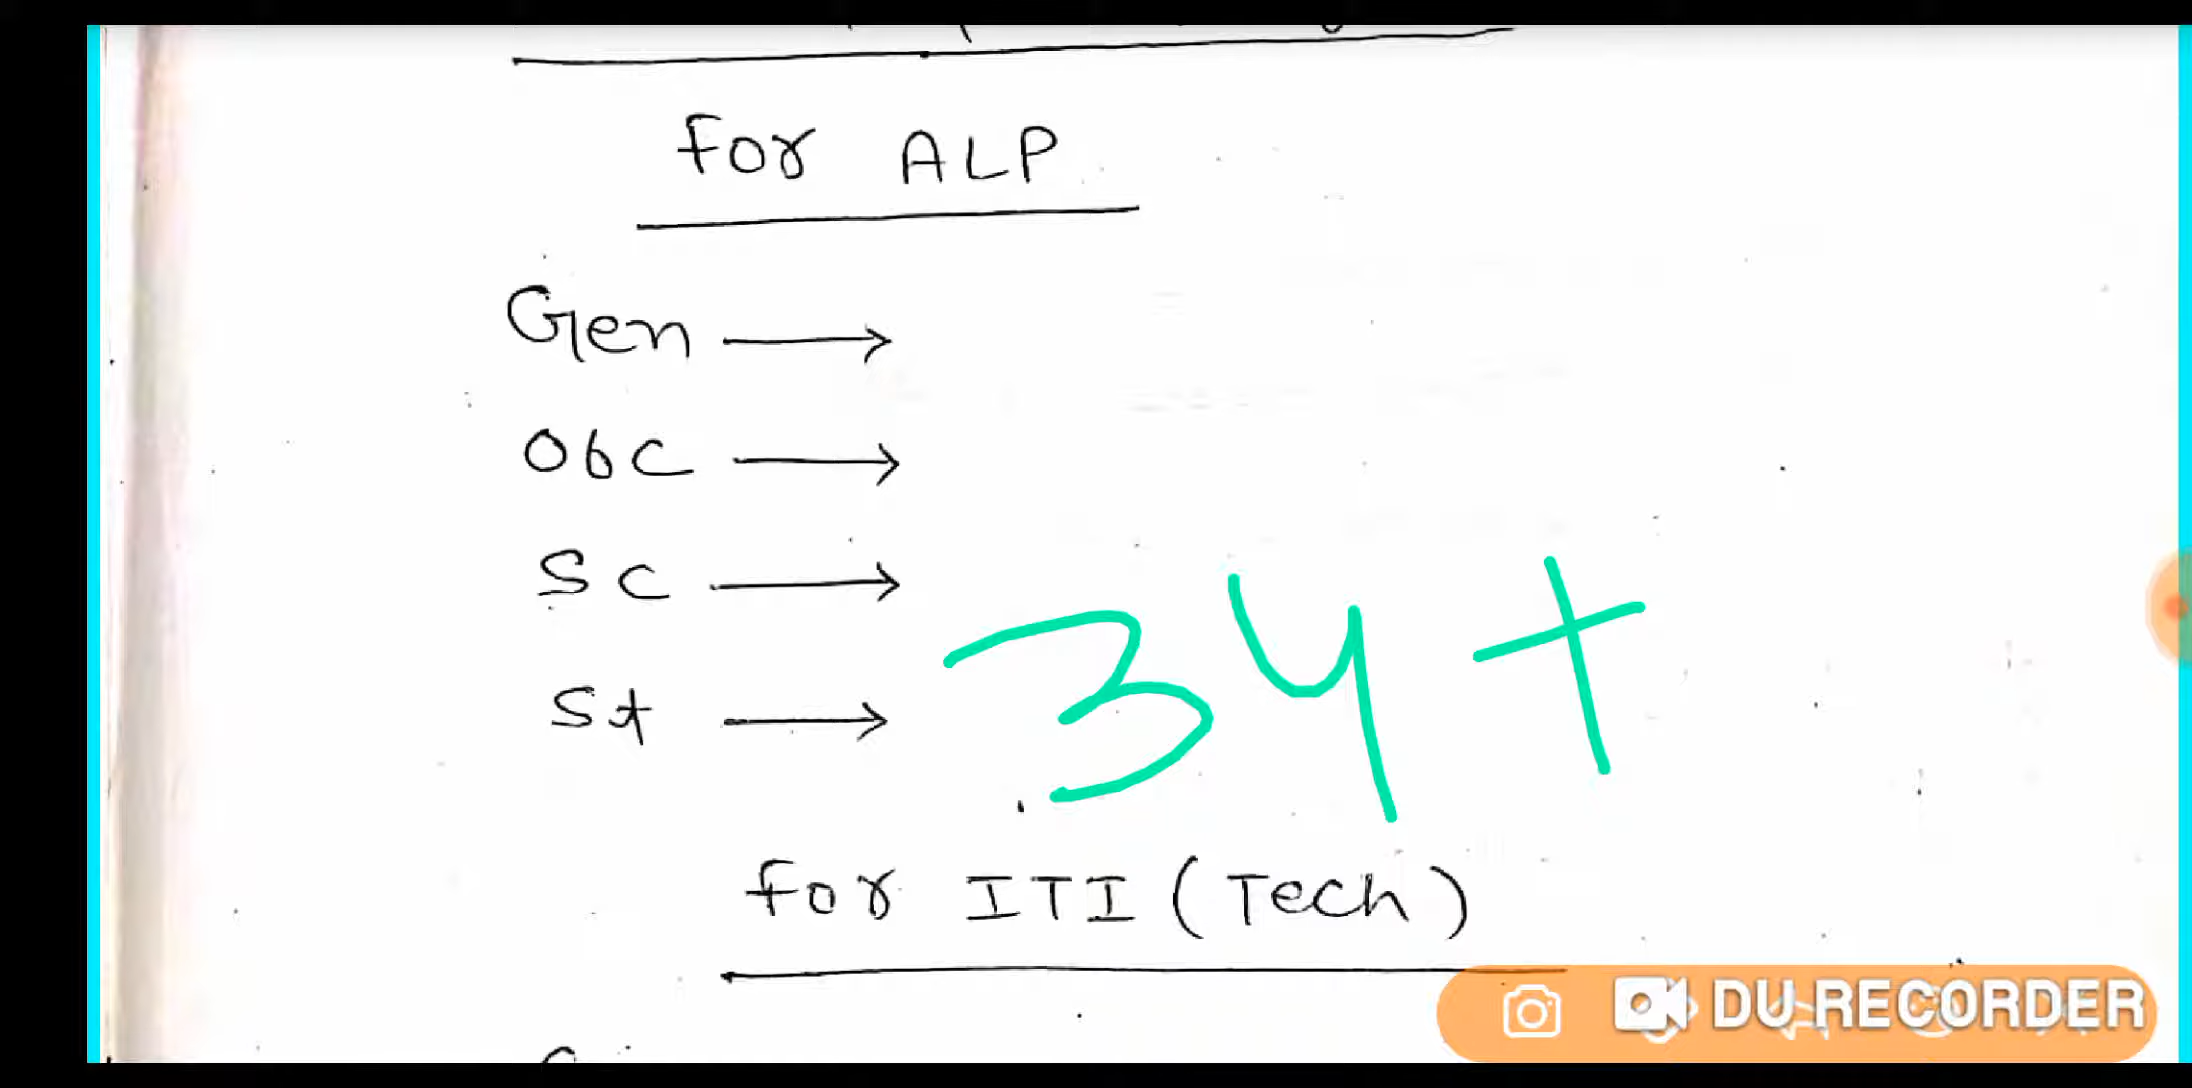 For ALP
Gen →
Obc →
SC →
St → 34+
For ITI (Tech)
DU RECORDER